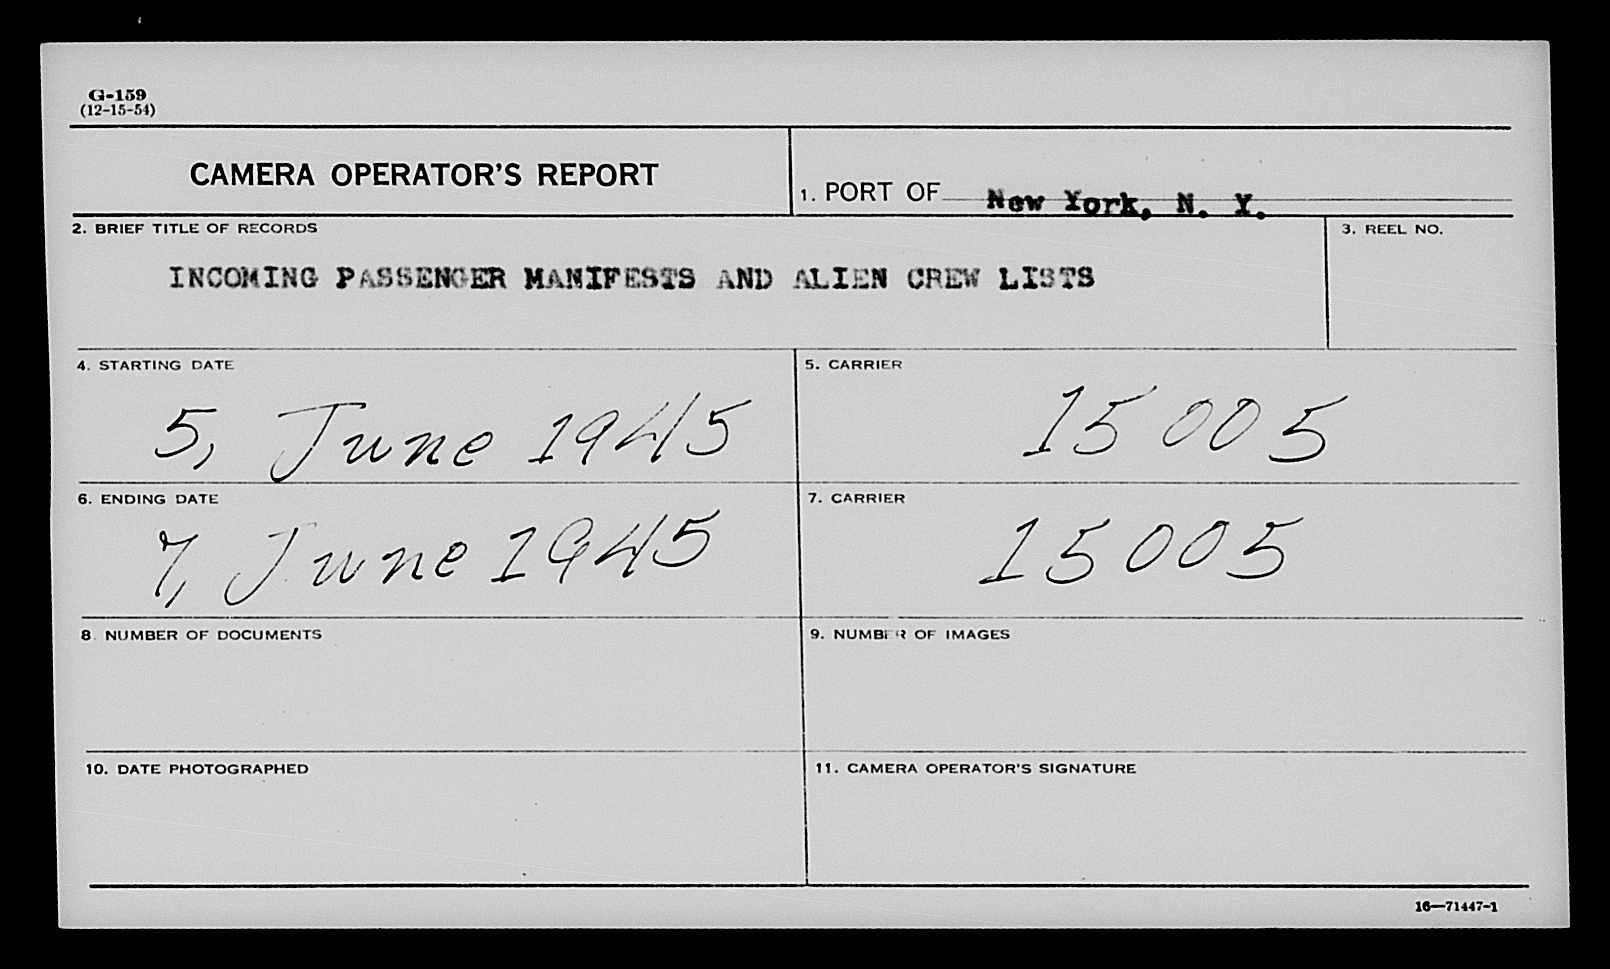 G-159
(12-15-54)
CAMERA OPERATOR'S REPORT
1. PORT OF New York, N. Y.
2. BRIEF TITLE OF RECORDS
3. REEL NO.
INCOMING PASSENGER MANIFESTS AND ALIEN CREW LISTS
4. STARTING DATE
5. CARRIER
5, June 1945
15005
6. ENDING DATE
7. CARRIER
7, June 1945
15005
8. NUMBER OF DOCUMENTS
9. NUMBER OF IMAGES
10. DATE PHOTOGRAPHED
11. CAMERA OPERATOR'S SIGNATURE
16—71447-1